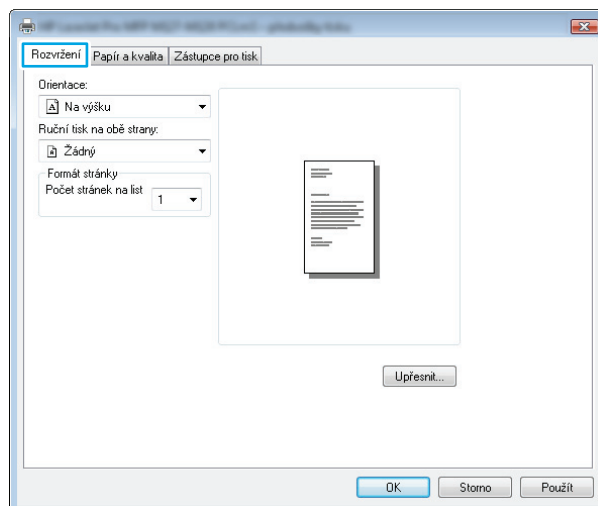 Rozvržení Papír a kvalita Zástupce pro tisk
Orientace:
Na výšku
Ruční tisk na obě strany:
Žádný
Formát stránky
Počet stránek na list 1
Upřesnit...
OK Storno Použít